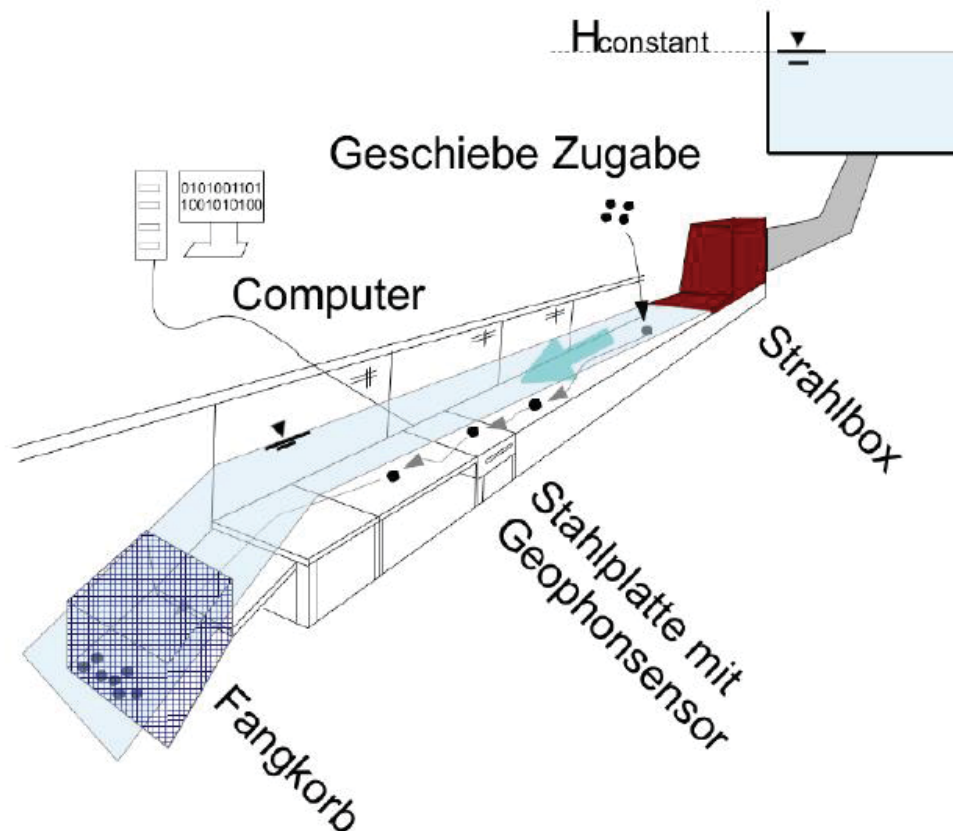 Hconstant
Geschiebe Zugabe
0101001101
1001010100
Computer
Strahlbox
Stahlplatte mit
Geophonsensor
Fangkorb